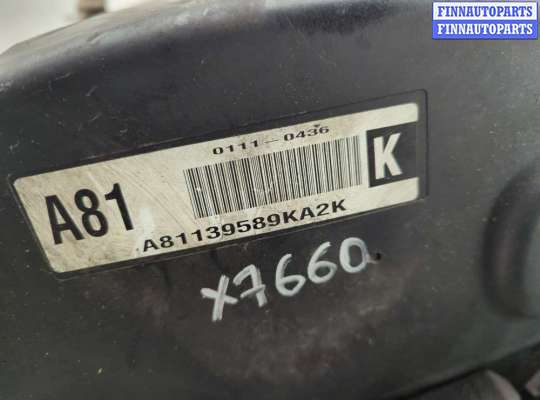 FINNAUTOPARTS
FINNAUTOPARTS
0111-0436
A81
K
A81139589KA2K
x7660